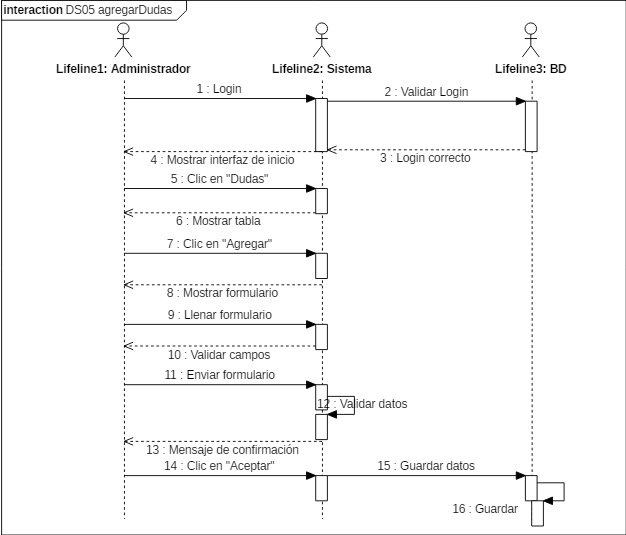 interaction DS05 agregarDudas
Lifeline1: Administrador
Lifeline2: Sistema
Lifeline3: BD
1 : Login
2 : Validar Login
3 : Login correcto
4 : Mostrar interfaz de inicio
5 : Clic en "Dudas"
6 : Mostrar tabla
7 : Clic en "Agregar"
8 : Mostrar formulario
9 : Llenar formulario
10 : Validar campos
11 : Enviar formulario
12 : Validar datos
13 : Mensaje de confirmación
14 : Clic en "Aceptar"
15 : Guardar datos
16 : Guardar